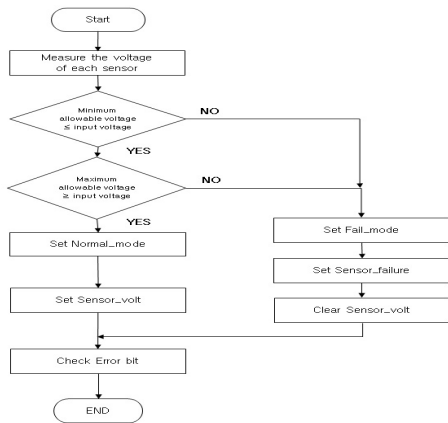 Start
Measure the voltage
of each sensor
Minimum
allowable voltage
≤ input voltage
NO
YES
Maximum
allowable voltage
≥ input voltage
NO
YES
Set Normal_mode
Set Fail_mode
Set Sensor_failure
Set Sensor_volt
Clear Sensor_volt
Check Error bit
END